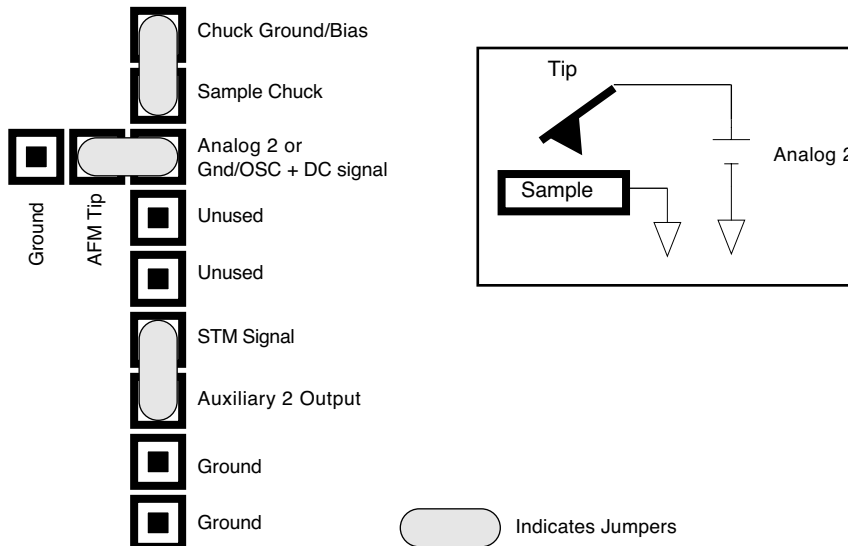 Chuck Ground/Bias
Sample Chuck
Analog 2 or
Gnd/OSC + DC signal
Ground
AFM Tip
Unused
Unused
STM Signal
Auxiliary 2 Output
Ground
Ground
Indicates Jumpers
Tip
Sample
Analog 2